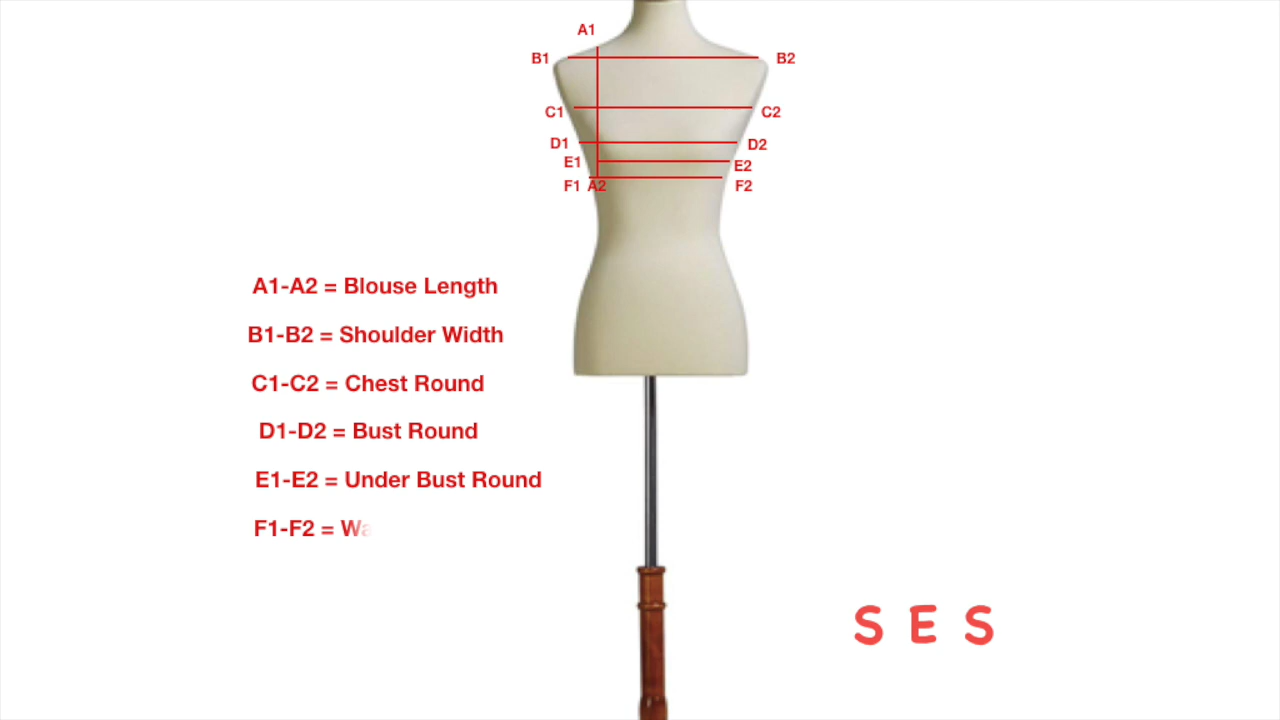 A1
B1 B2
C1 C2
D1 D2
E1 E2
F1 A2 F2
A1-A2 = Blouse Length
B1-B2 = Shoulder Width
C1-C2 = Chest Round
D1-D2 = Bust Round
E1-E2 = Under Bust Round
F1-F2 =
S E S